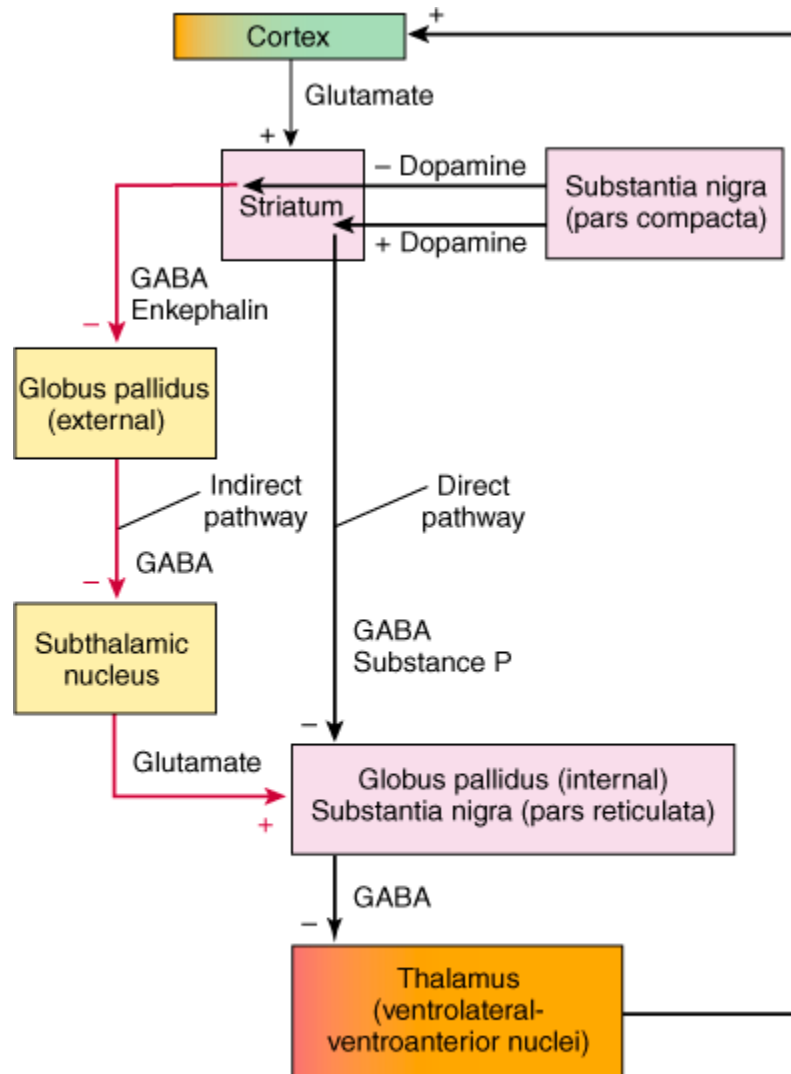 +
Cortex
Glutamate
+
– Dopamine
Striatum
Substantia nigra
(pars compacta)
+ Dopamine
GABA
Enkephalin
–
Globus pallidus
(external)
Indirect
pathway
Direct
pathway
GABA
–
Subthalamic
nucleus
GABA
Substance P
–
Glutamate
+
Globus pallidus (internal)
Substantia nigra (pars reticulata)
GABA
–
Thalamus
(ventrolateral-
ventroanterior nuclei)